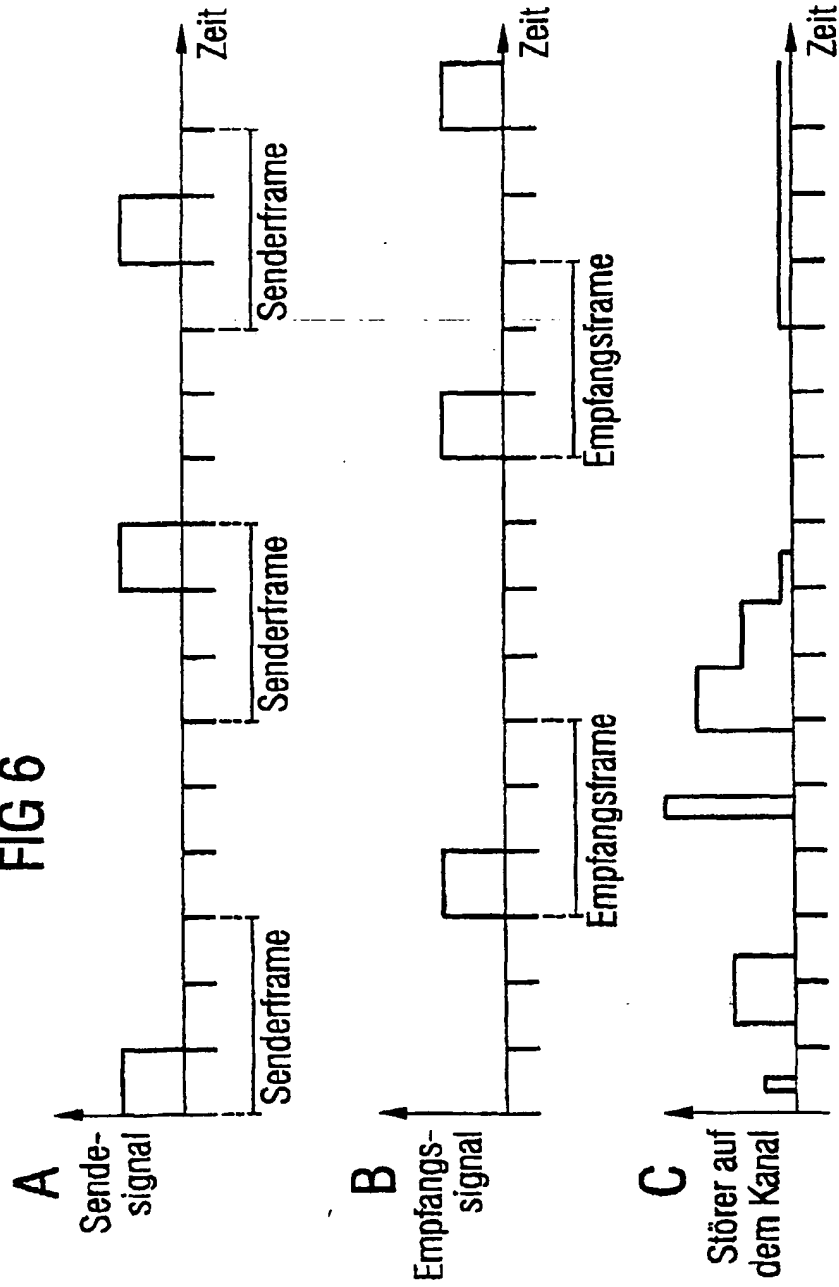 FIG 6
A
Sende-
signal
Senderframe
Senderframe
Senderframe
Zeit
B
Empfangs-
signal
Empfangsframe
Empfangsframe
Zeit
C
Störer auf
dem Kanal
Zeit